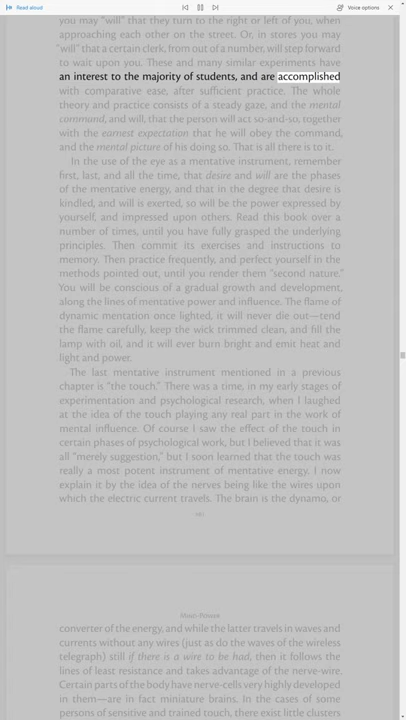 Read aloud
Voice options
you may "will" that they turn to the right or left of you, when
approaching each other on the street. Or, in stores you may
"will" that a certain clerk, from out of a number, will step forward
to wait upon you. These and many similar experiments have
an interest to the majority of students, and are accomplished
with comparative ease, after sufficient practice. The whole
theory and practice consists of a steady gaze, and the mental
command, and will, that the person will act so-and-so, together
with the earnest expectation that he will obey the command,
and the mental picture of his doing so. That is all there is to it.
In the use of the eye as a mentative instrument, remember
first, last, and all the time, that desire and will are the phases
of the mentative energy, and that in the degree that desire is
kindled, and will is exerted, so will be the power expressed by
yourself, and impressed upon others. Read this book over a
number of times, until you have fully grasped the underlying
principles. Then commit its exercises and instructions to
memory. Then practice frequently, and perfect yourself in the
methods pointed out, until you render them "second nature."
You will be conscious of a gradual growth and development,
along the lines of mentative power and influence. The flame of
dynamic mentation once lighted, it will never die out—tend
the flame carefully, keep the wick trimmed clean, and fill the
lamp with oil, and it will ever burn bright and emit heat and
light and power.
The last mentative instrument mentioned in a previous
chapter is "the touch." There was a time, in my early stages of
experimentation and psychological research, when I laughed
at the idea of the touch playing any real part in the work of
mental influence. Of course I saw the effect of the touch in
certain phases of psychological work, but I believed that it was
all "merely suggestion," but I soon learned that the touch was
really a most potent instrument of mentative energy. I now
explain it by the idea of the nerves being like the wires upon
which the electric current travels. The brain is the dynamo, or
Mind-Power
converter of the energy, and while the latter travels in waves and
currents without any wires (just as do the waves of the wireless
telegraph) still if there is a wire to be had, then it follows the
lines of least resistance and takes advantage of the nerve-wire.
Certain parts of the body have nerve-cells very highly developed
in them—are in fact miniature brains. In the cases of some
persons of sensitive and trained touch, there exist little clusters